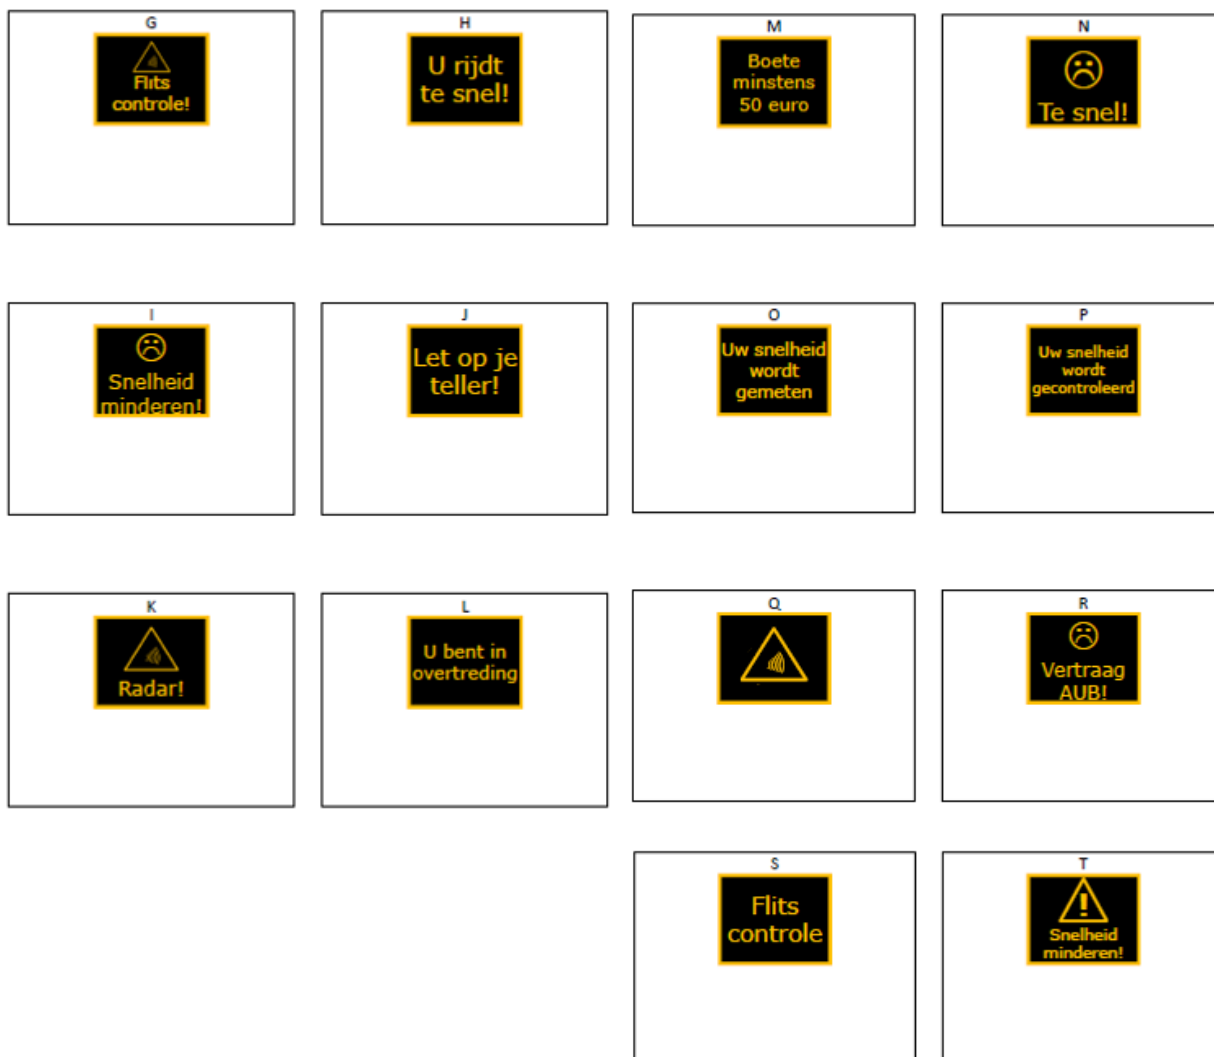 G
Flits
controle!
H
U rijdt
te snel!
M
Boete
minstens
50 euro
N
Te snel!
I
Snelheid
minderen!
J
Let op je
teller!
O
Uw snelheid
wordt
gemeten
P
Uw snelheid
wordt
gecontroleerd
K
Radar!
L
U bent in
overtreding
Q
R
Vertraag
AUB!
S
Flits
controle
T
!
Snelheid
minderen!